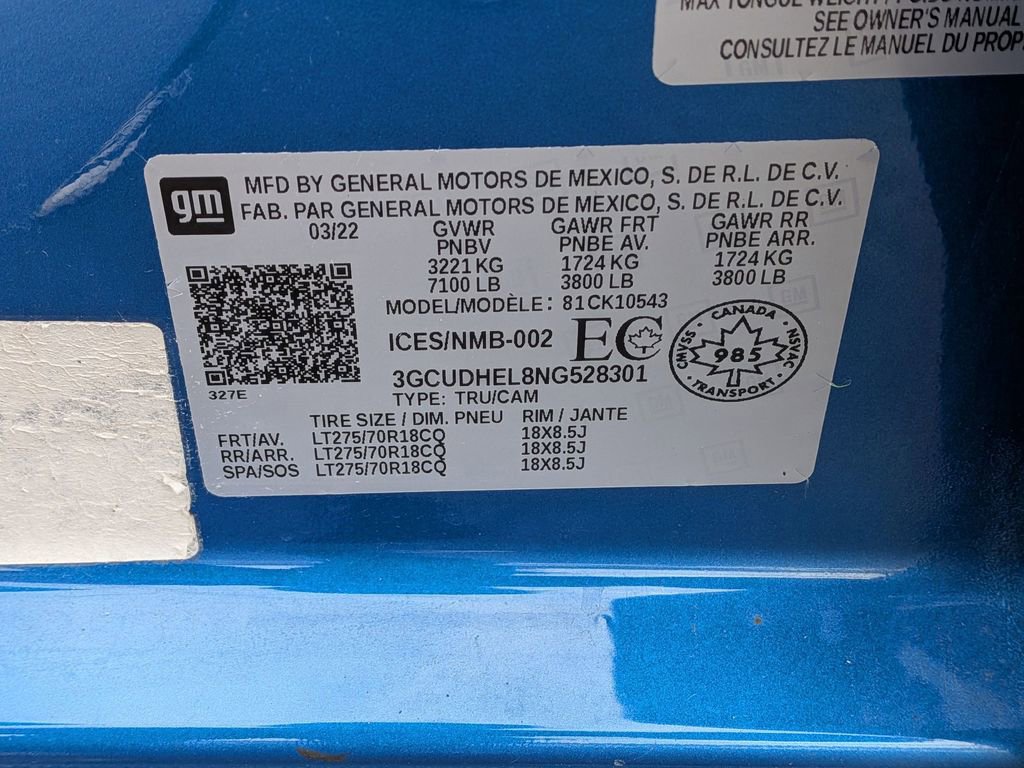 SEE OWNER'S MANUAL
CONSULTEZ LE MANUEL DU PROP
gm
MFD BY GENERAL MOTORS DE MEXICO, S. DE R.L. DE C.V.
FAB. PAR GENERAL MOTORS DE MEXICO, S. DE R.L. DE C.V.
03/22 GVWR GAWR FRT GAWR RR
PNBV PNBE AV. PNBE ARR.
3221 KG 1724 KG 1724 KG
7100 LB 3800 LB 3800 LB
MODEL/MODÈLE: 81CK10543
ICES/NMB-002 EC
CANADA
CMVSS 985 NSVAC
TRANSPORT
3GCUDHEL8NG528301
327E
TYPE: TRU/CAM
TIRE SIZE / DIM. PNEU RIM / JANTE
FRT/AV. LT275/70R18CQ 18X8.5J
RR/ARR. LT275/70R18CQ 18X8.5J
SPA/SOS LT275/70R18CQ 18X8.5J